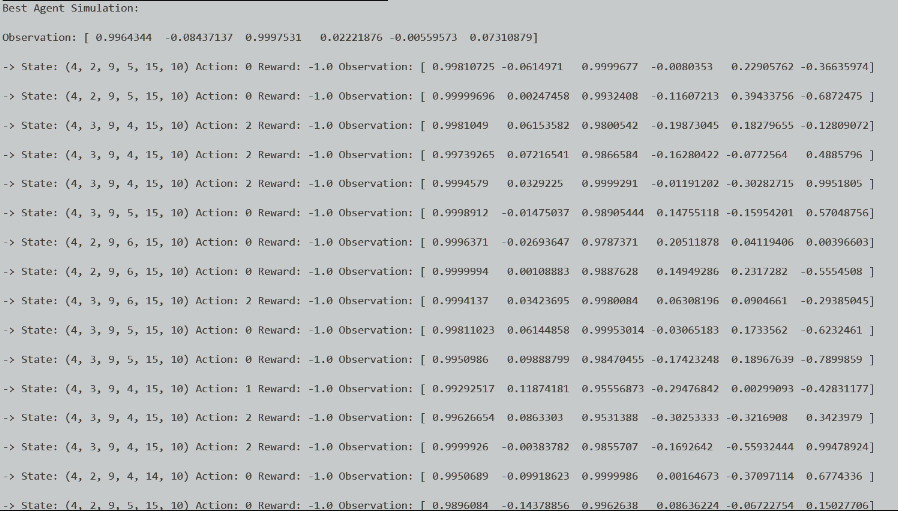 Best Agent Simulation:
Observation: [ 0.9964344  -0.08437137  0.9997531   0.02221876 -0.00559573  0.07310879]
-> State: (4, 2, 9, 5, 15, 10) Action: 0 Reward: -1.0 Observation: [ 0.99810725 -0.0614971   0.9999677  -0.0080353   0.22905762 -0.36635974]
-> State: (4, 2, 9, 5, 15, 10) Action: 0 Reward: -1.0 Observation: [ 0.99999696  0.00247458  0.9932408  -0.11607213  0.39433756 -0.6872475 ]
-> State: (4, 3, 9, 4, 15, 10) Action: 2 Reward: -1.0 Observation: [ 0.9981049   0.06153582  0.9800542  -0.19873045  0.18279655 -0.12809072]
-> State: (4, 3, 9, 4, 15, 10) Action: 2 Reward: -1.0 Observation: [ 0.99739265  0.07216541  0.9866584  -0.16280422 -0.0772564   0.4885796 ]
-> State: (4, 3, 9, 4, 15, 10) Action: 2 Reward: -1.0 Observation: [ 0.9994579   0.0329225   0.9999291  -0.01191202 -0.30282715  0.9951805 ]
-> State: (4, 3, 9, 5, 15, 10) Action: 0 Reward: -1.0 Observation: [ 0.9998912  -0.01475037  0.98905444  0.14755118 -0.15954201  0.57048756]
-> State: (4, 2, 9, 6, 15, 10) Action: 0 Reward: -1.0 Observation: [ 0.9996371  -0.02693647  0.9787371   0.20511878  0.04119406  0.00396603]
-> State: (4, 2, 9, 6, 15, 10) Action: 0 Reward: -1.0 Observation: [ 0.9999994   0.00108883  0.9887628   0.14949286  0.2317282  -0.5554508 ]
-> State: (4, 3, 9, 6, 15, 10) Action: 2 Reward: -1.0 Observation: [ 0.9994137   0.03423695  0.9980084   0.06308196  0.0904661  -0.29385045]
-> State: (4, 3, 9, 5, 15, 10) Action: 0 Reward: -1.0 Observation: [ 0.99811023  0.06144858  0.99953014 -0.03065183  0.1733562  -0.6232461 ]
-> State: (4, 3, 9, 5, 15, 10) Action: 0 Reward: -1.0 Observation: [ 0.9950986   0.09888799  0.98470455 -0.17423248  0.18967639 -0.7899859 ]
-> State: (4, 3, 9, 4, 15, 10) Action: 1 Reward: -1.0 Observation: [ 0.99292517  0.11874181  0.95556873 -0.29476842  0.00299093 -0.42831177]
-> State: (4, 3, 9, 4, 15, 10) Action: 2 Reward: -1.0 Observation: [ 0.99626654  0.0863303   0.9531388  -0.30253333 -0.3216908   0.3423979 ]
-> State: (4, 3, 9, 4, 15, 10) Action: 2 Reward: -1.0 Observation: [ 0.9999926  -0.00383782  0.9855707  -0.1692642  -0.55932444  0.99478924]
-> State: (4, 2, 9, 4, 14, 10) Action: 0 Reward: -1.0 Observation: [ 0.9950689  -0.09918623  0.9999986   0.00164673 -0.37097114  0.6774336 ]
-> State: (4, 2, 9, 5, 15, 10) Action: 0 Reward: -1.0 Observation: [ 0.9896084  -0.14378856  0.9962638   0.08636224 -0.06722754  0.15027706]